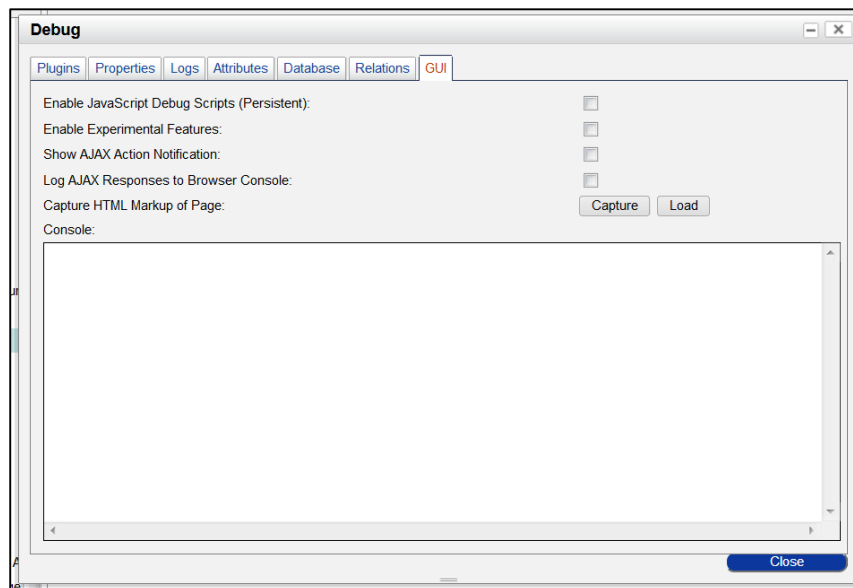 Debug
Plugins Properties Logs Attributes Database Relations GUI
Enable JavaScript Debug Scripts (Persistent):
Enable Experimental Features:
Show AJAX Action Notification:
Log AJAX Responses to Browser Console:
Capture HTML Markup of Page: Capture Load
Console:
Close